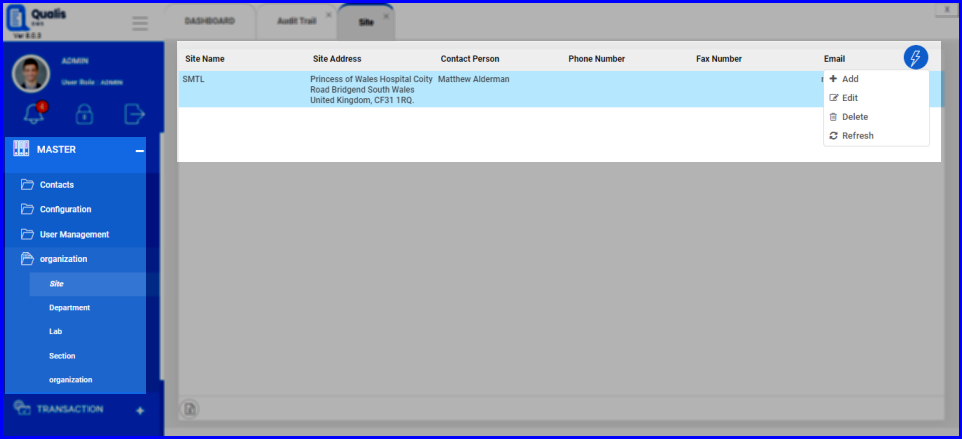 Qualis
Ver 8.0.3
DASHBOARD
Audit Trail
Site
x
ADMIN
User Role : ADMIN
4
MASTER
Contacts
Configuration
User Management
organization
Site
Department
Lab
Section
organization
TRANSACTION
Site Name Site Address Contact Person Phone Number Fax Number Email
SMTL Princess of Wales Hospital Coity Matthew Alderman
Road Bridgend South Wales
United Kingdom, CF31 1RQ.
Add
Edit
Delete
Refresh